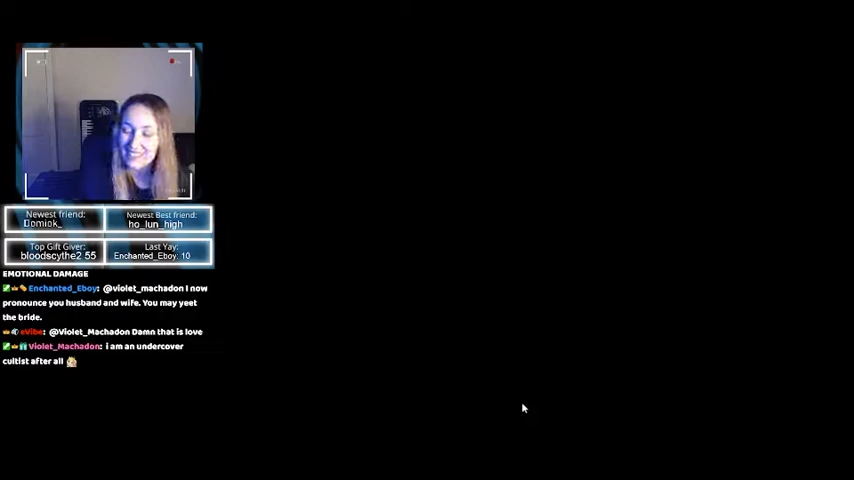 Newest friend:
Domiok_
Newest Best friend:
ho_lun_high
Top Gift Giver:
bloodscythe2 55
Last Yay:
Enchanted_Eboy: 10
EMOTIONAL DAMAGE
Enchanted_Eboy: @violet_machadon I now
pronounce you husband and wife. You may yeet
the bride.
eVibe: @Violet_Machadon Damn that is love
Violet_Machadon: i am an undercover
cultist after all